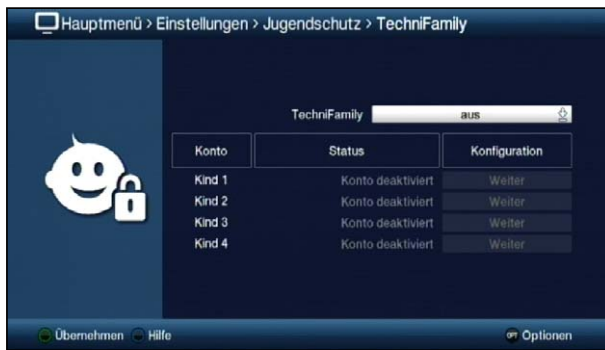 Hauptmenü > Einstellungen > Jugendschutz > TechniFamily
TechniFamily aus
Konto Status Konfiguration
Kind 1 Konto deaktiviert Weiter
Kind 2 Konto deaktiviert Weiter
Kind 3 Konto deaktiviert Weiter
Kind 4 Konto deaktiviert Weiter
Übernehmen Hilfe OPT Optionen